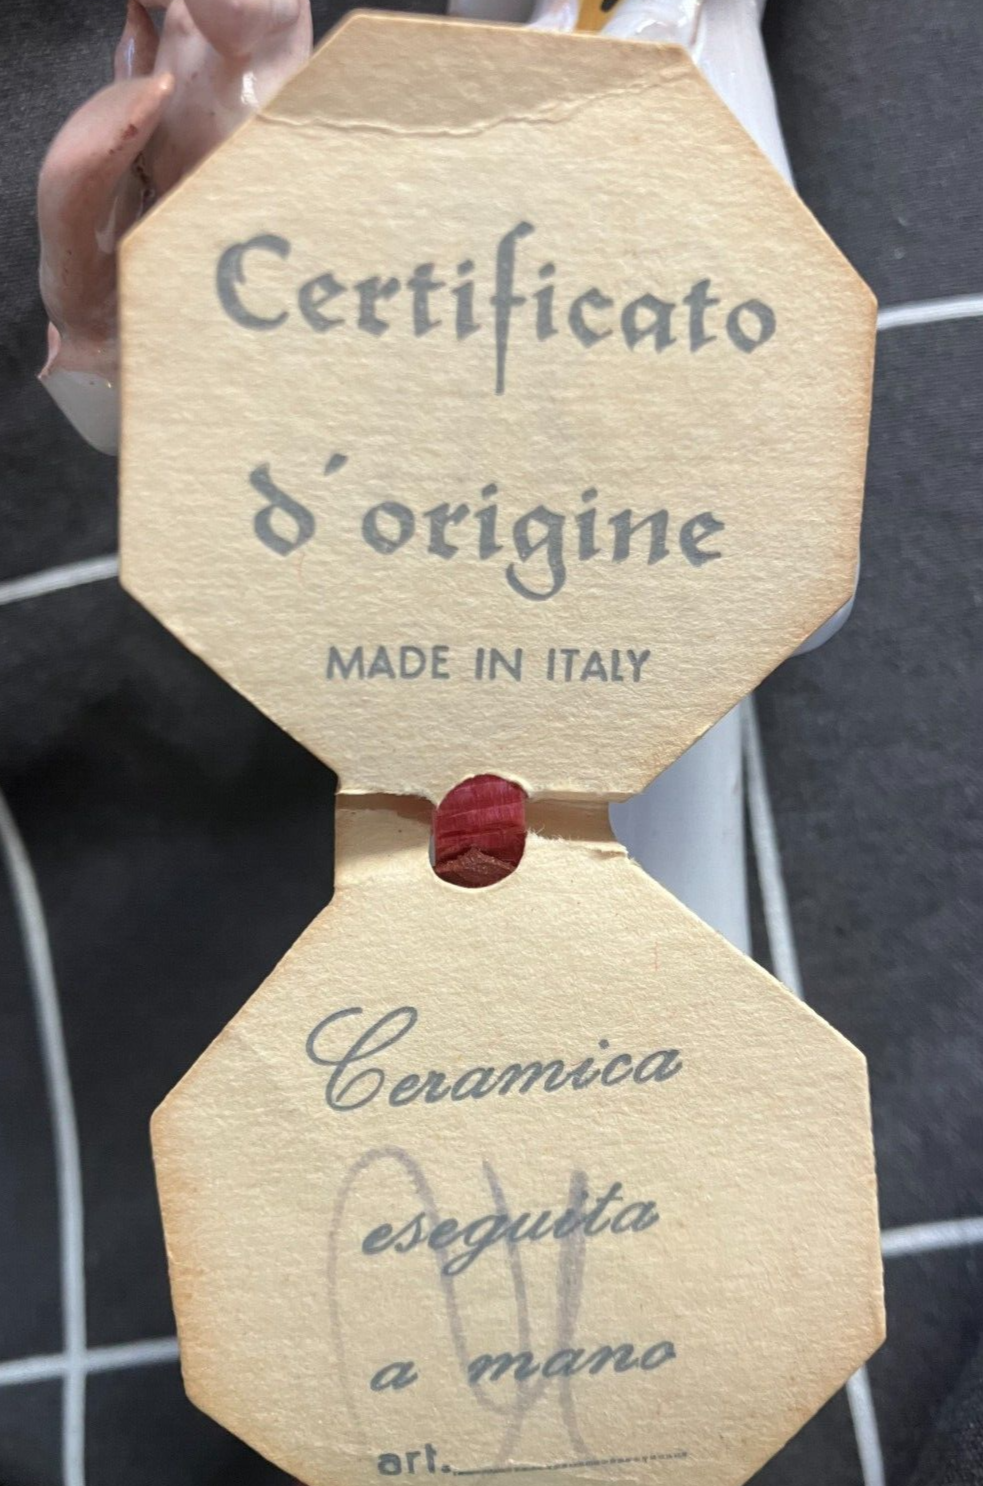 Certificato
d'origine
MADE IN ITALY
Ceramica
eseguita
a mano
art.